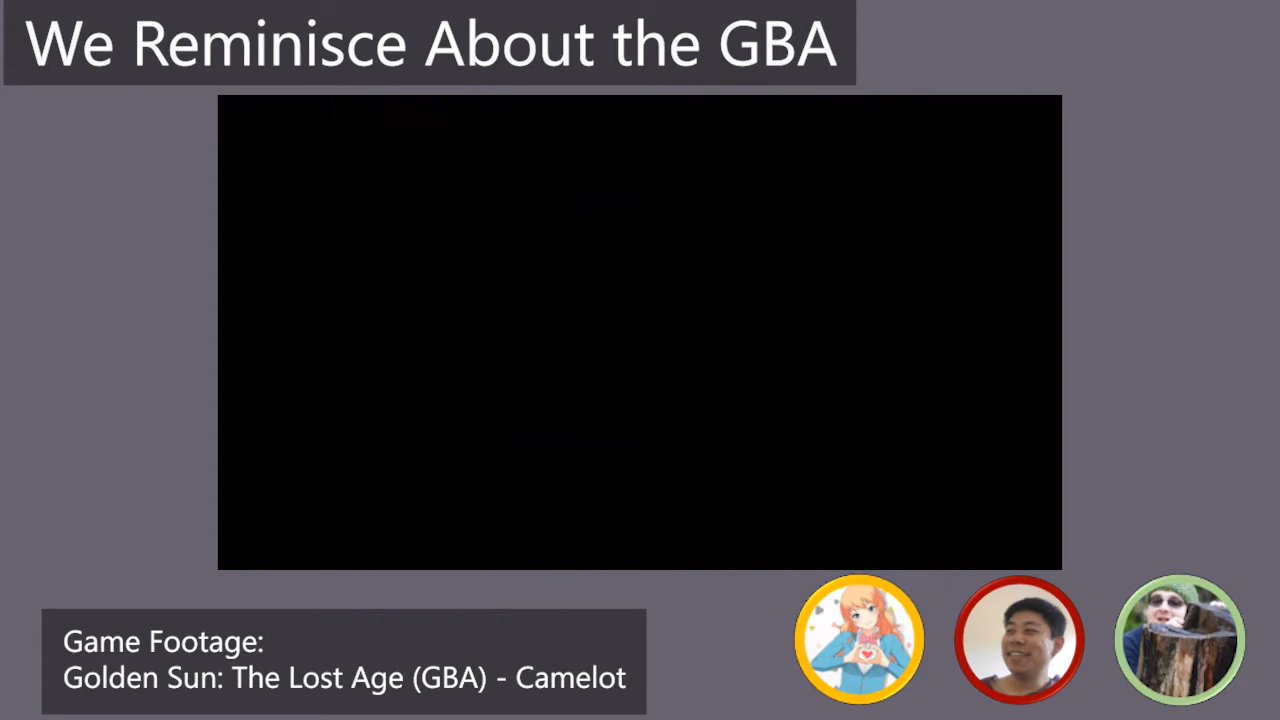 We Reminisce About the GBA
Game Footage:
Golden Sun: The Lost Age (GBA) - Camelot